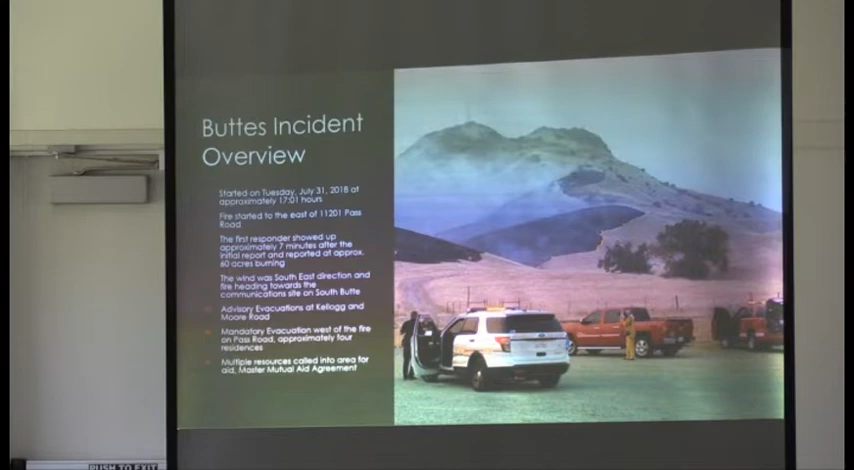 Buttes Incident
Overview
Started on Tuesday, July 31, 2018 at
approximately 17:01 hours
Fire started to the east of 11201 Pass
Road
The first responder showed up
approximately 7 minutes after the
initial report and reported at approx.
60 acres burning
The wind was South East direction and
fire heading towards the
communications site on South Butte
Advisory Evacuations at Kellogg and
Moore Road
Mandatory Evacuation west of the fire
on Pass Road, approximately four
residences
Multiple resources called into area for
aid, Master Mutual Aid Agreement
PUSH TO EXIT